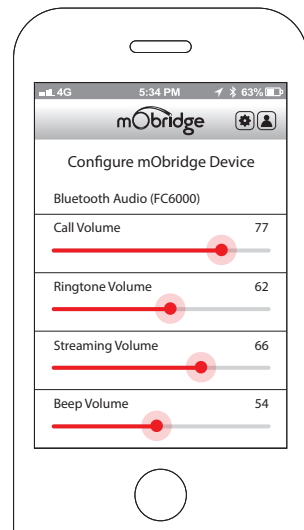 4G 5:34 PM 63%
mObridge
Configure mObridge Device
Bluetooth Audio (FC6000)
Call Volume 77
Ringtone Volume 62
Streaming Volume 66
Beep Volume 54